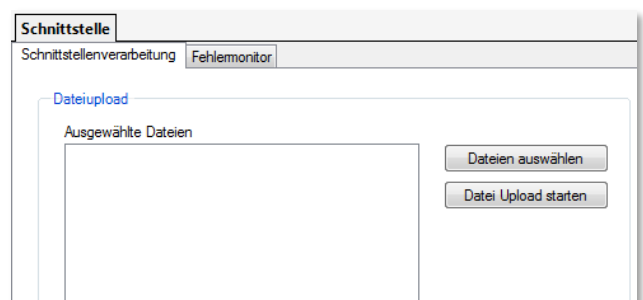 Schnittstelle
Schnittstellenverarbeitung Fehlermonitor
Dateiupload
Ausgewählte Dateien
Dateien auswählen
Datei Upload starten